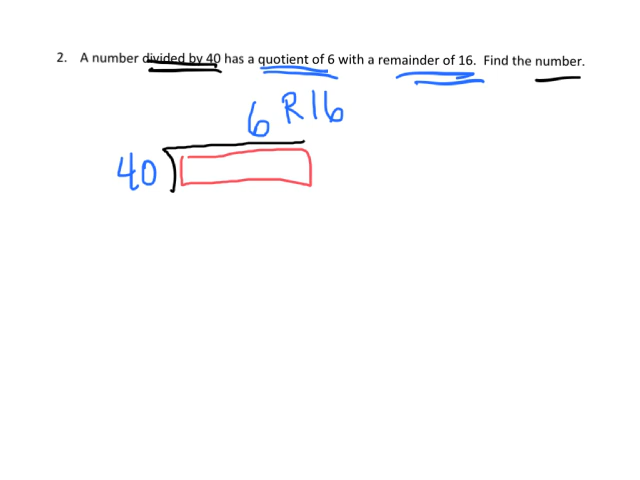 2. A number divided by 40 has a quotient of 6 with a remainder of 16. Find the number.
6 R16
40